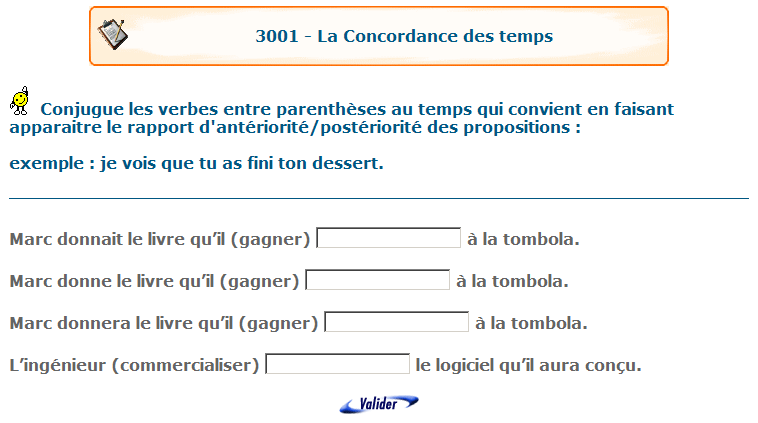 3001 - La Concordance des temps
Conjugue les verbes entre parenthèses au temps qui convient en faisant
apparaitre le rapport d'antériorité/postériorité des propositions :
exemple : je vois que tu as fini ton dessert.
Marc donnait le livre qu’il (gagner) à la tombola.
Marc donne le livre qu’il (gagner) à la tombola.
Marc donnera le livre qu’il (gagner) à la tombola.
L’ingénieur (commercialiser) le logiciel qu’il aura conçu.
Valider